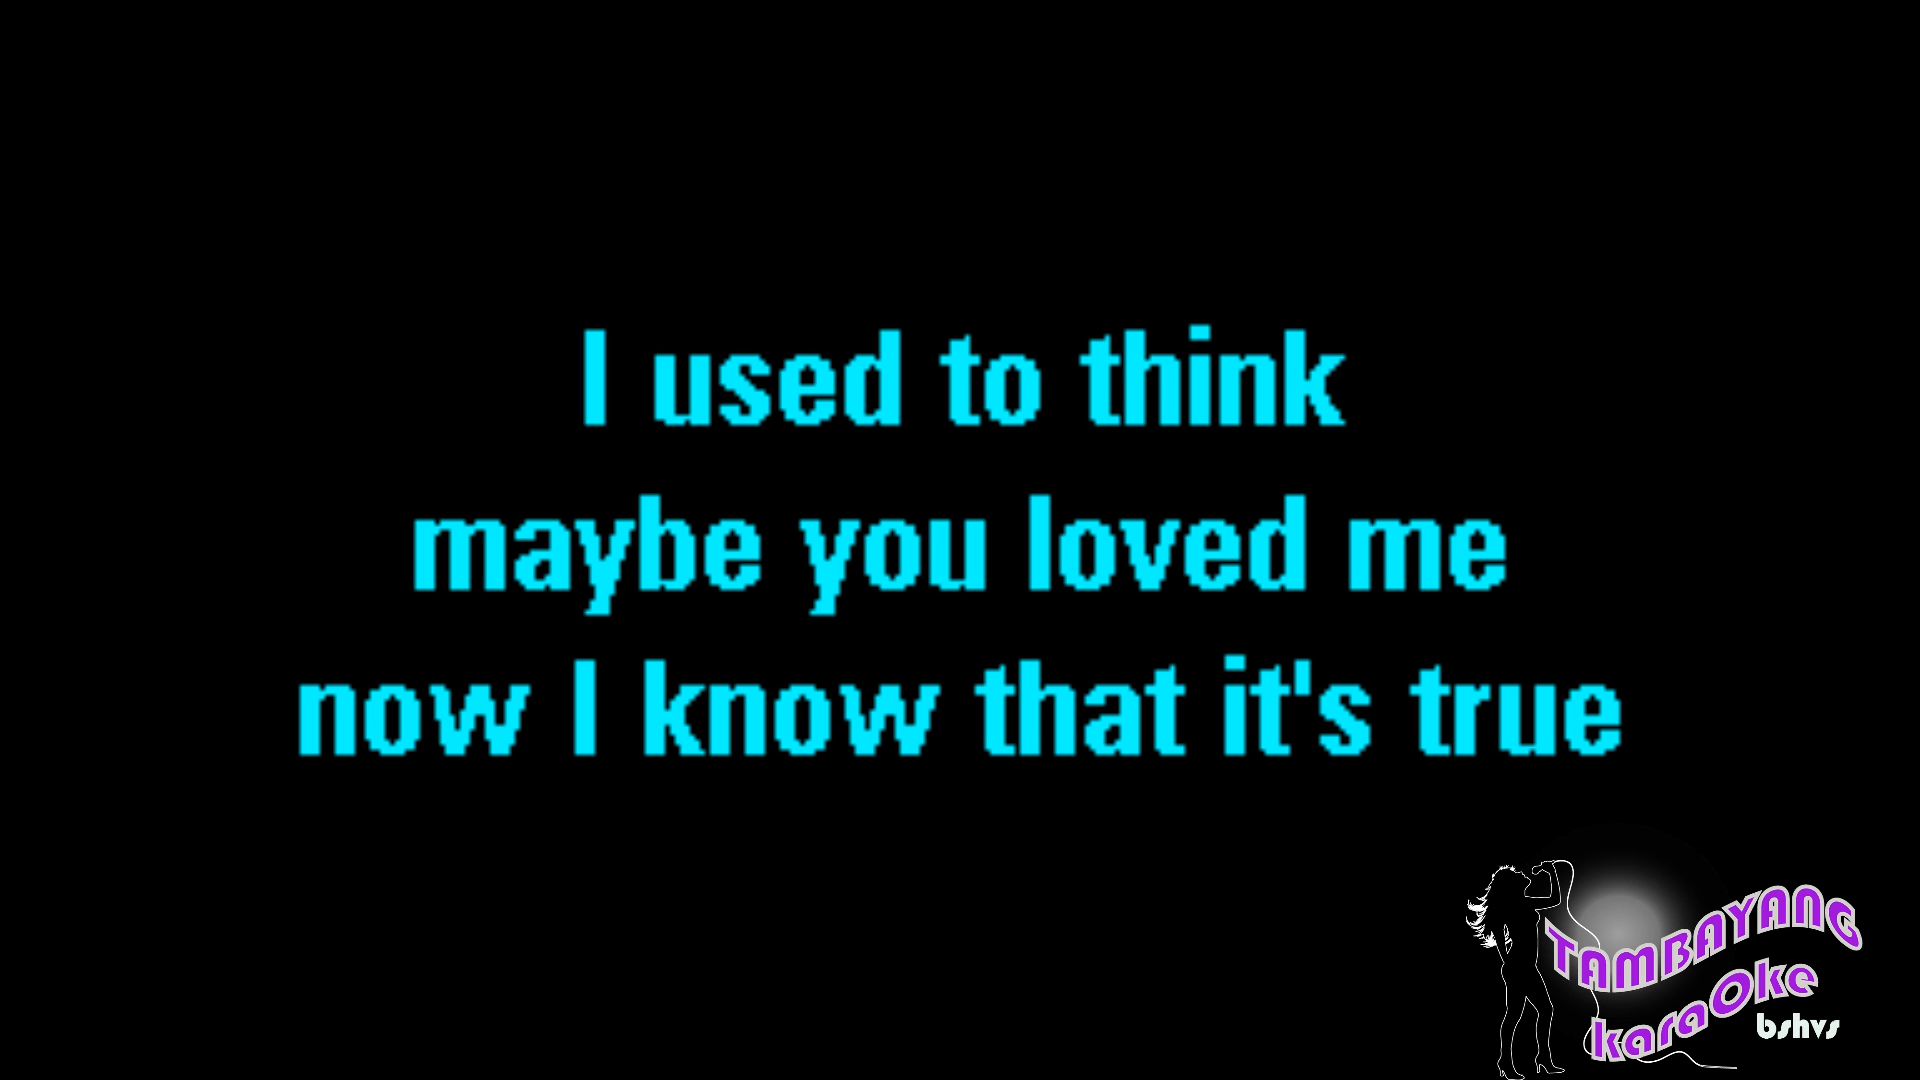 I used to think
maybe you loved me
now I know that it's true
TAMBAYANG
karaOke
bshvs